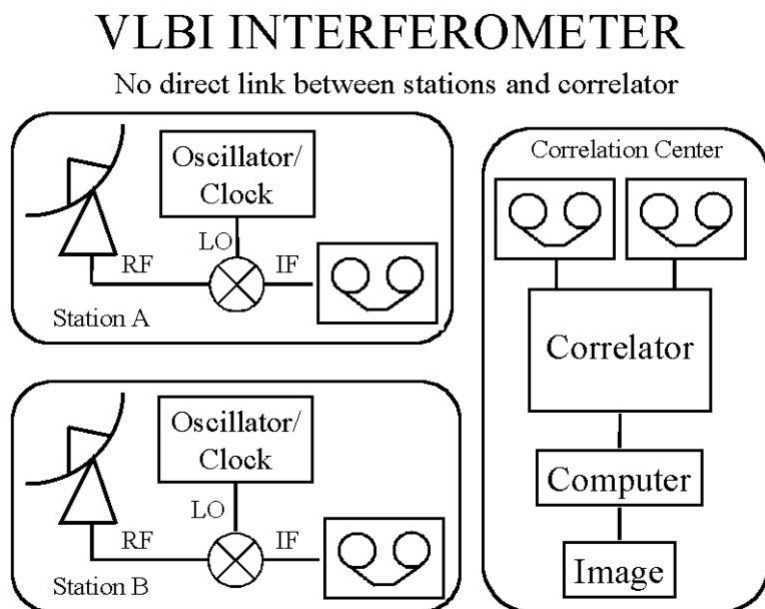 VLBI INTERFEROMETER
No direct link between stations and correlator
Oscillator/
Clock
LO
RF
IF
Station A
Oscillator/
Clock
LO
RF
IF
Station B
Correlation Center
Correlator
Computer
Image